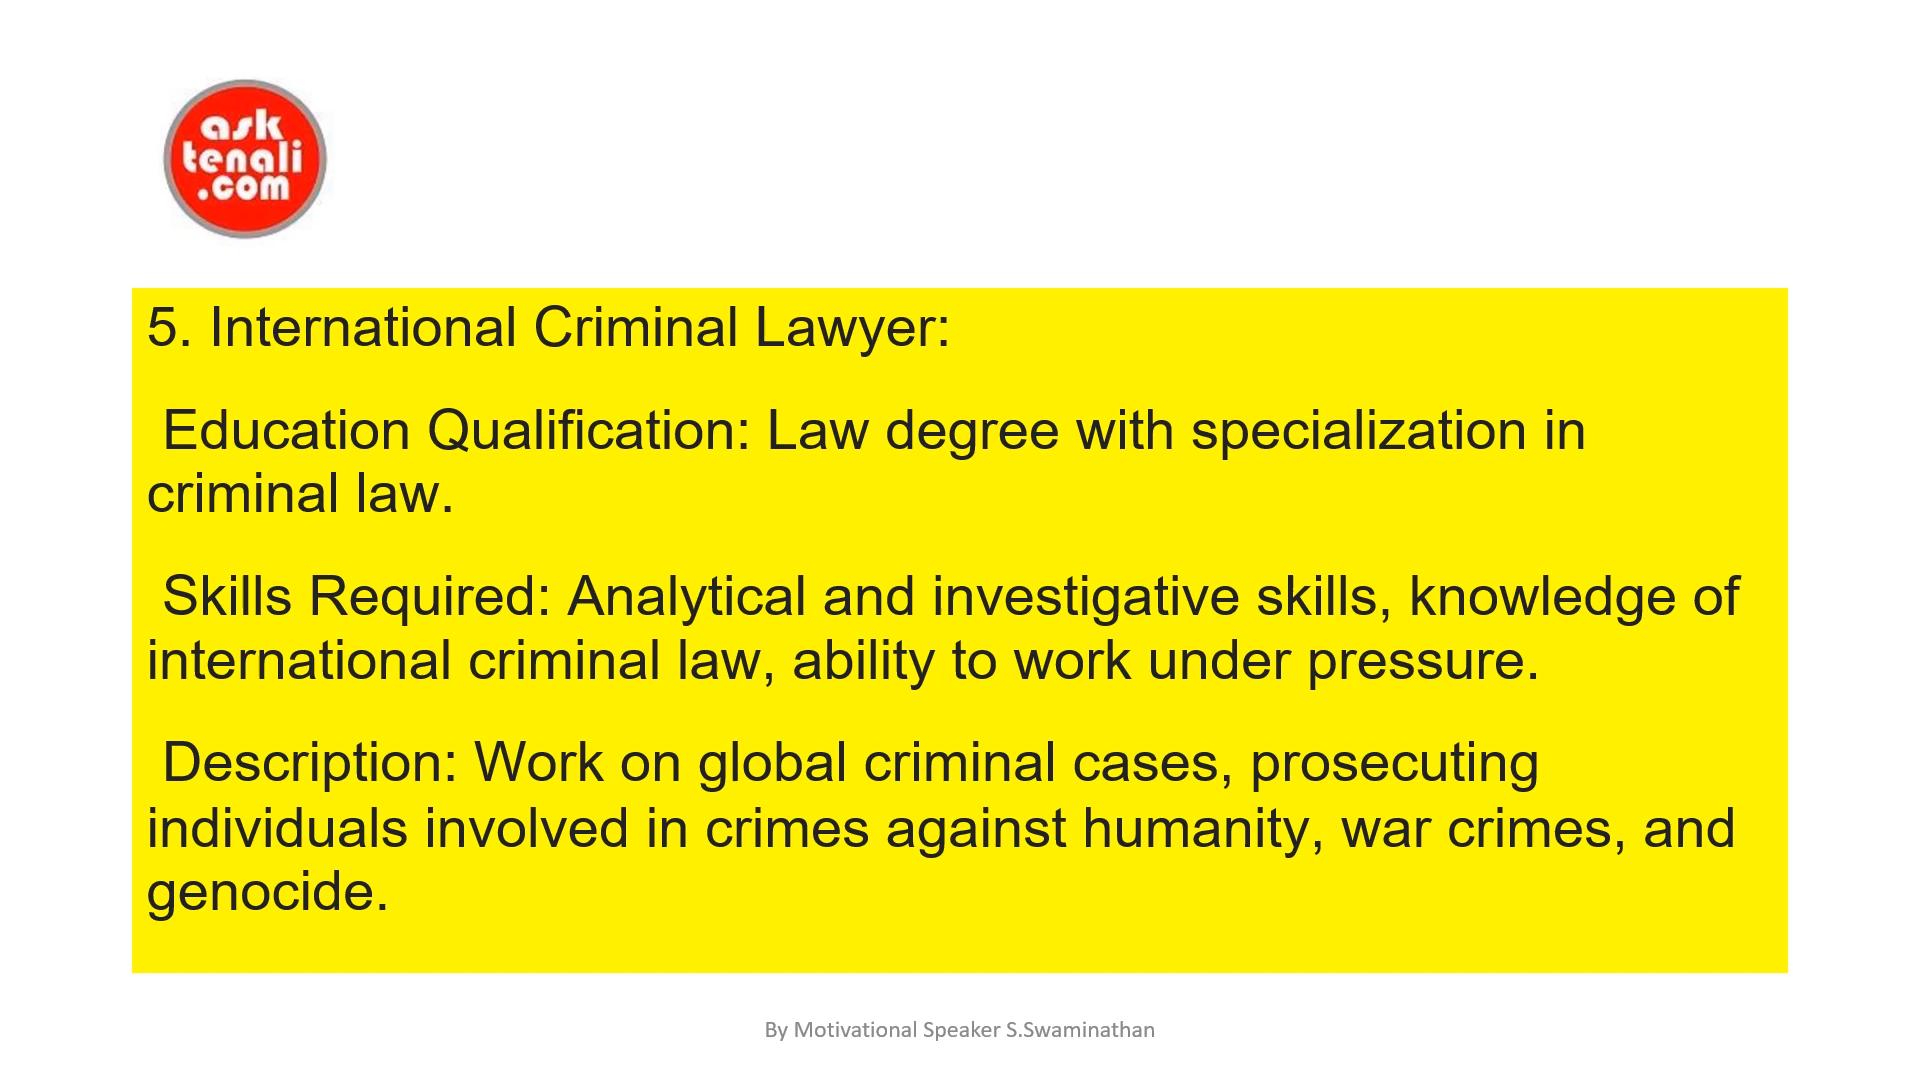 ask
tenali
.com
5. International Criminal Lawyer:
Education Qualification: Law degree with specialization in
criminal law.
Skills Required: Analytical and investigative skills, knowledge of
international criminal law, ability to work under pressure.
Description: Work on global criminal cases, prosecuting
individuals involved in crimes against humanity, war crimes, and
genocide.
By Motivational Speaker S.Swaminathan